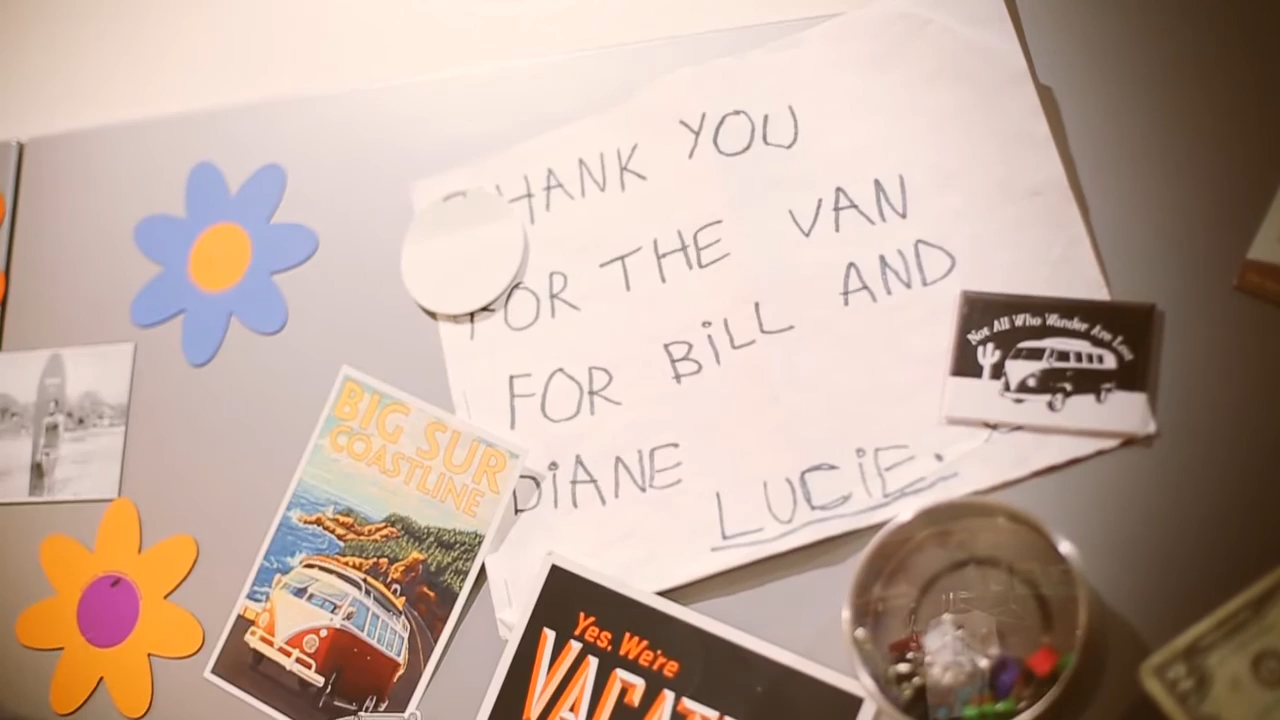 THANK YOU
FOR THE VAN
FOR BiLL AND
DiANE
LUCiE.
Not All Who Wander Are Lost
BIG SUR
COASTLINE
Yes, We're